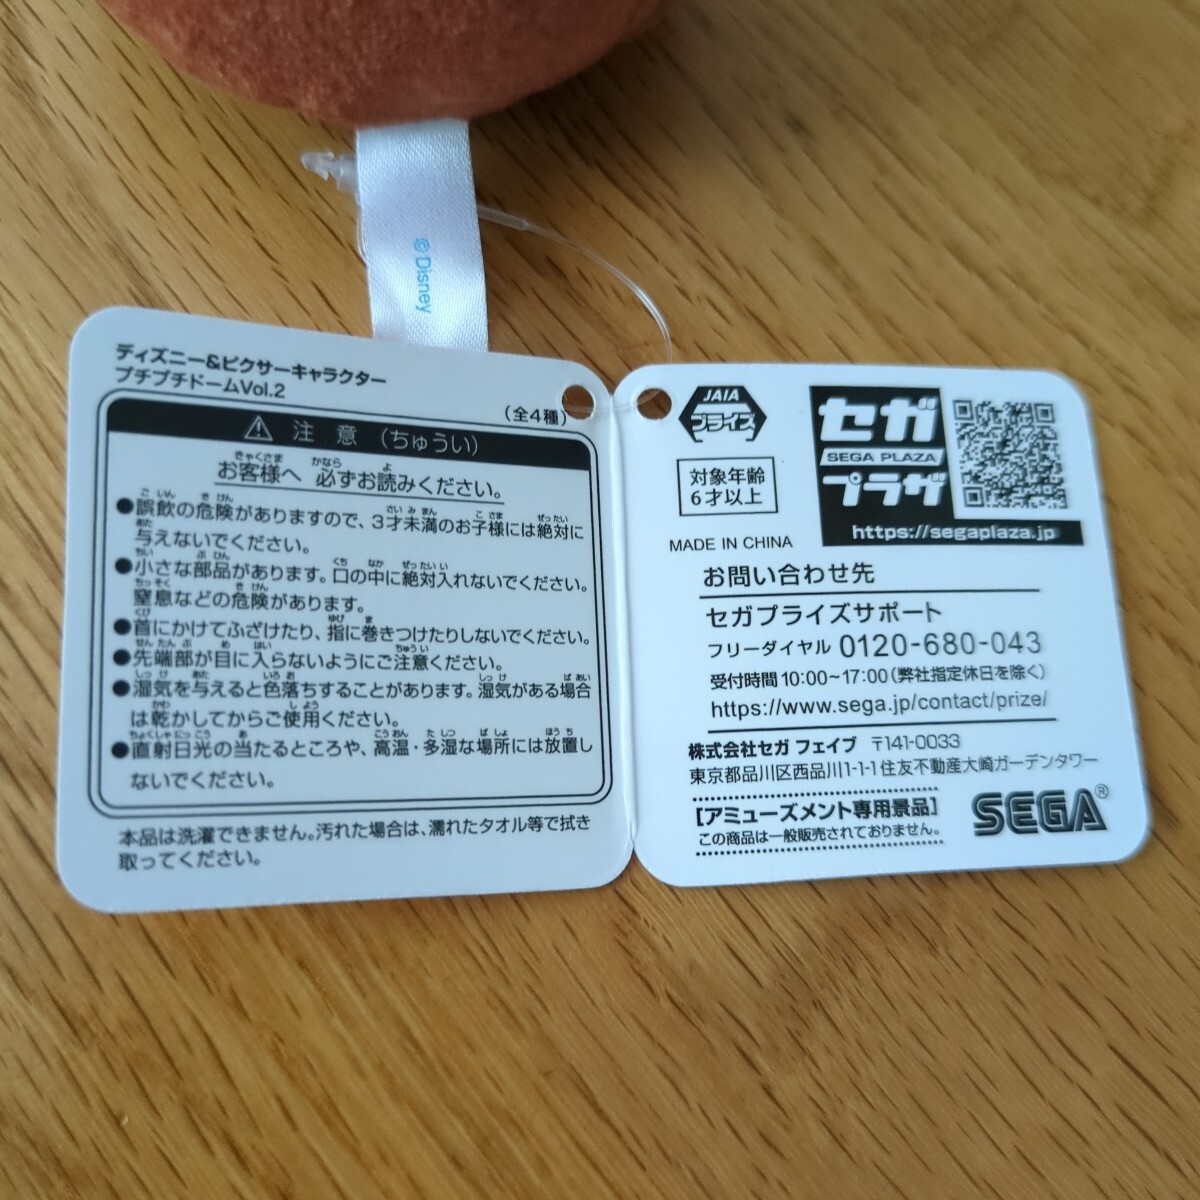 ©Disney
ディズニー&ピクサーキャラクター
プチプチドームVol.2
(全4種)
注 意 (ちゅうい)
お客様へ 必ずお読みください。
●誤飲の危険がありますので、3才未満のお子様には絶対に
与えないでください。
●小さな部品があります。口の中に絶対入れないでください。
窒息などの危険があります。
●首にかけてふざけたり、指に巻きつけたりしないでください。
●先端部が目に入らないようにご注意ください。
●湿気を与えると色落ちすることがあります。湿気がある場合
は乾かしてからご使用ください。
●直射日光の当たるところや、高温・多湿な場所には放置し
ないでください。
本品は洗濯できません。汚れた場合は、濡れたタオル等で拭き
取ってください。
JAIA
プライズ
対象年齢
6才以上
MADE IN CHINA
セガ
SEGA PLAZA
プラザ
https://segaplaza.jp
お問い合わせ先
セガプライズサポート
フリーダイヤル 0120-680-043
受付時間 10:00~17:00(弊社指定休日を除く)
https://www.sega.jp/contact/prize/
株式会社セガ フェイブ 〒141-0033
東京都品川区西品川1-1-1住友不動産大崎ガーデンタワー
[アミューズメント専用景品]
この商品は一般販売されておりません。
SEGA®